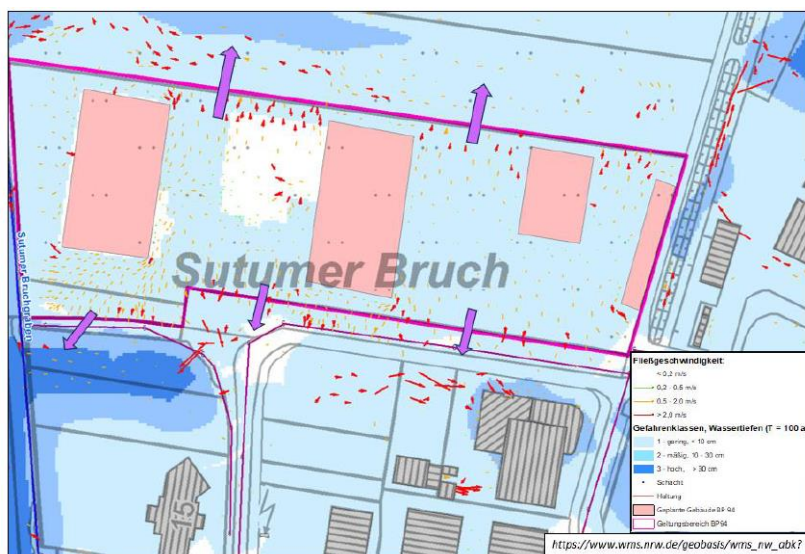 Sutumer Bruchgraben
Sutumer Bruch
15
Fließgeschwindigkeit:
< 0,2 m/s
0,2 - 0,5 m/s
0,5 - 2,0 m/s
> 2,0 m/s
Gefahrenklassen, Wassertiefen (T = 100 a
1 - gering, < 10 cm
2 - mäßig, 10 - 30 cm
3 - hoch, > 30 cm
Schacht
Haltung
Geplante Gebäude BP 94
Geltungsbereich BP94
https://www.wms.nrw.de/geobasis/wms_nw_abk?